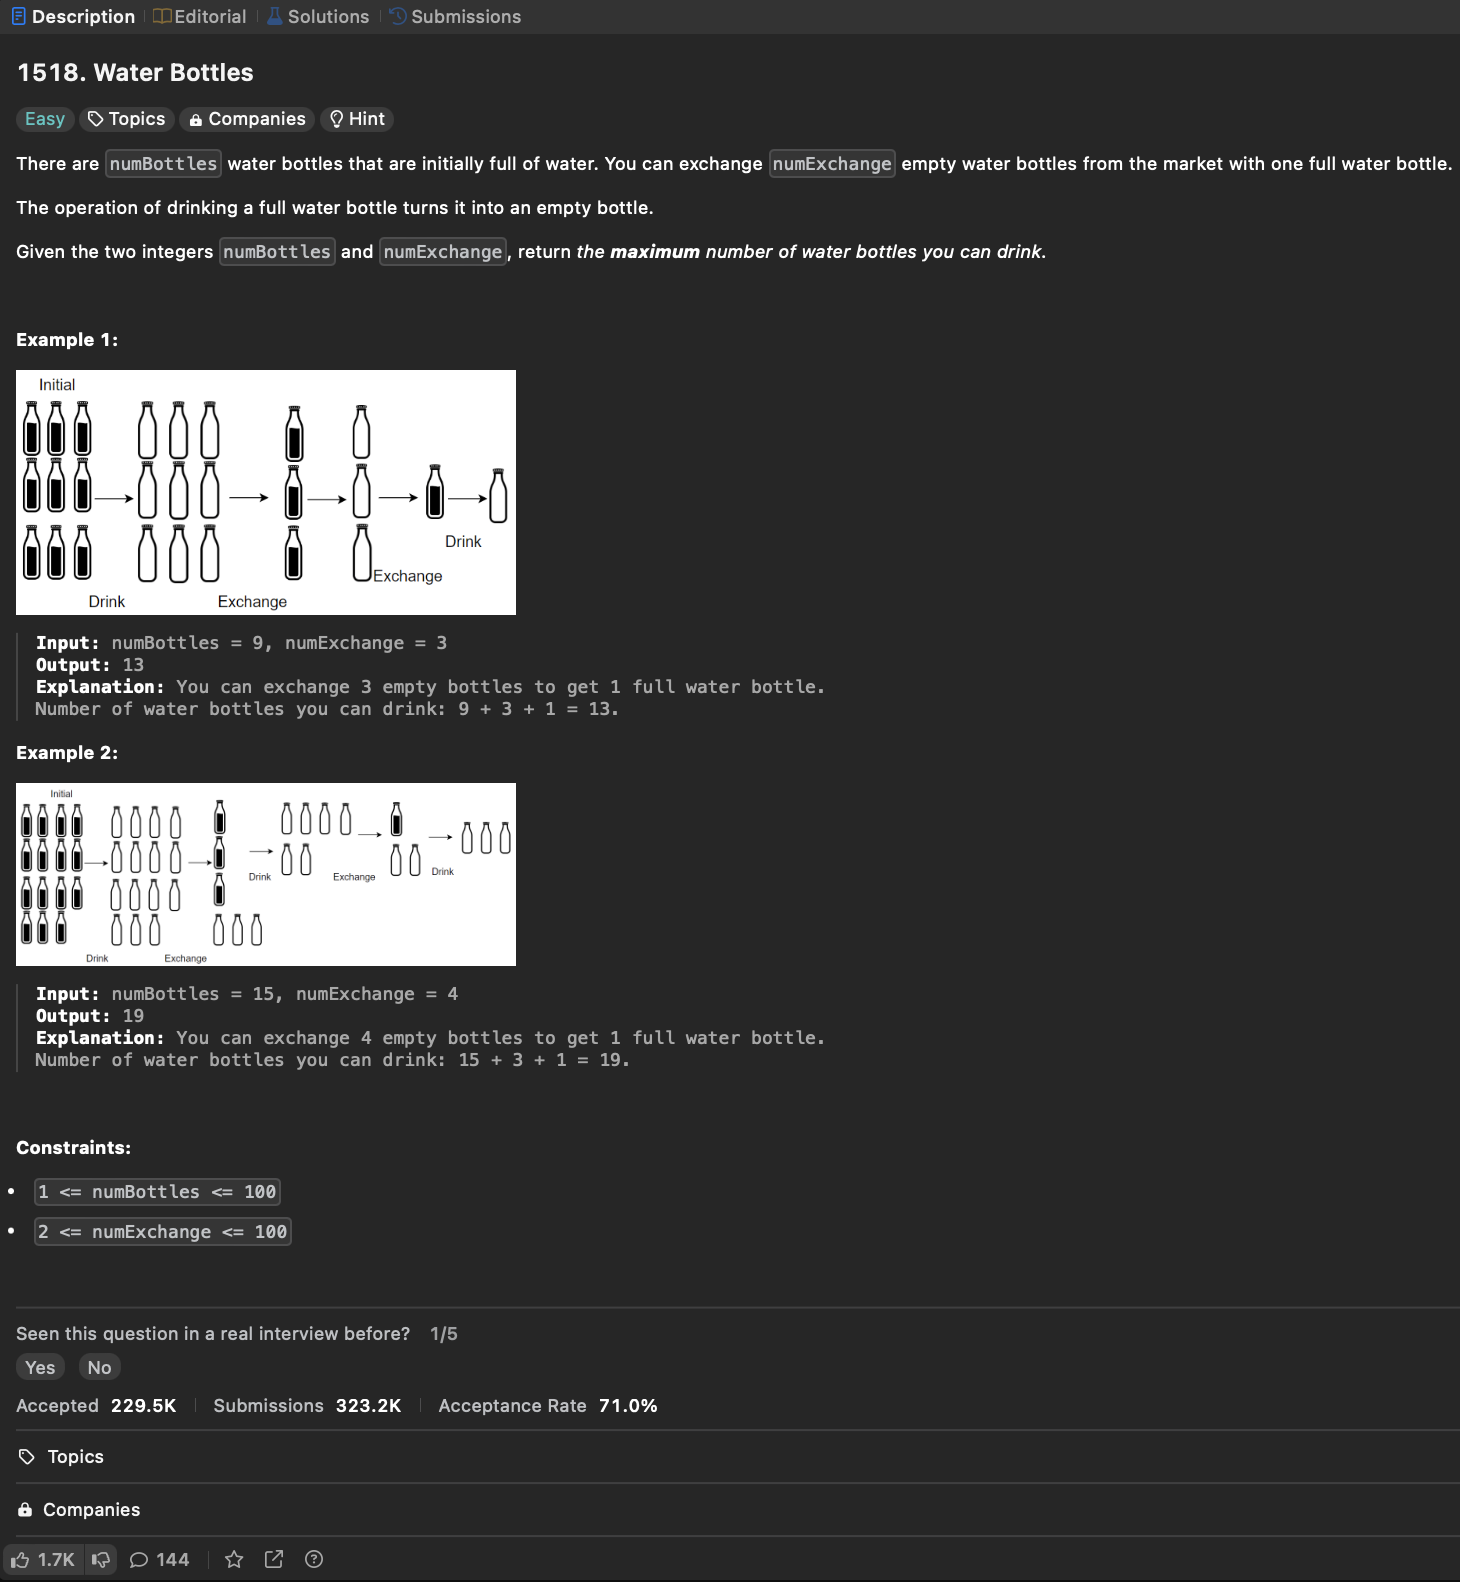 Description Editorial Solutions Submissions
1518. Water Bottles
Easy Topics Companies Hint
There are numBottles water bottles that are initially full of water. You can exchange numExchange empty water bottles from the market with one full water bottle.
The operation of drinking a full water bottle turns it into an empty bottle.
Given the two integers numBottles and numExchange, return the maximum number of water bottles you can drink.
Example 1:
Initial
Drink
Exchange
Drink Exchange
Input: numBottles = 9, numExchange = 3
Output: 13
Explanation: You can exchange 3 empty bottles to get 1 full water bottle.
Number of water bottles you can drink: 9 + 3 + 1 = 13.
Example 2:
Initial
Drink Exchange Drink
Drink Exchange
Input: numBottles = 15, numExchange = 4
Output: 19
Explanation: You can exchange 4 empty bottles to get 1 full water bottle.
Number of water bottles you can drink: 15 + 3 + 1 = 19.
Constraints:
• 1 <= numBottles <= 100
• 2 <= numExchange <= 100
Seen this question in a real interview before? 1/5
Yes No
Accepted 229.5K Submissions 323.2K Acceptance Rate 71.0%
Topics
Companies
1.7K 144